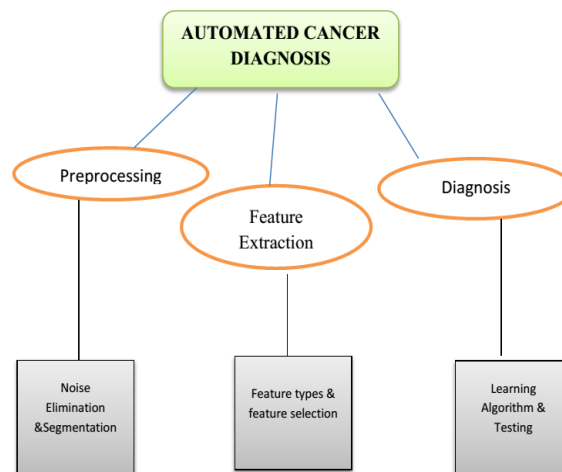 AUTOMATED CANCER
DIAGNOSIS
Preprocessing
Feature
Extraction
Diagnosis
Noise
Elimination
&Segmentation
Feature types &
feature selection
Learning
Algorithm &
Testing